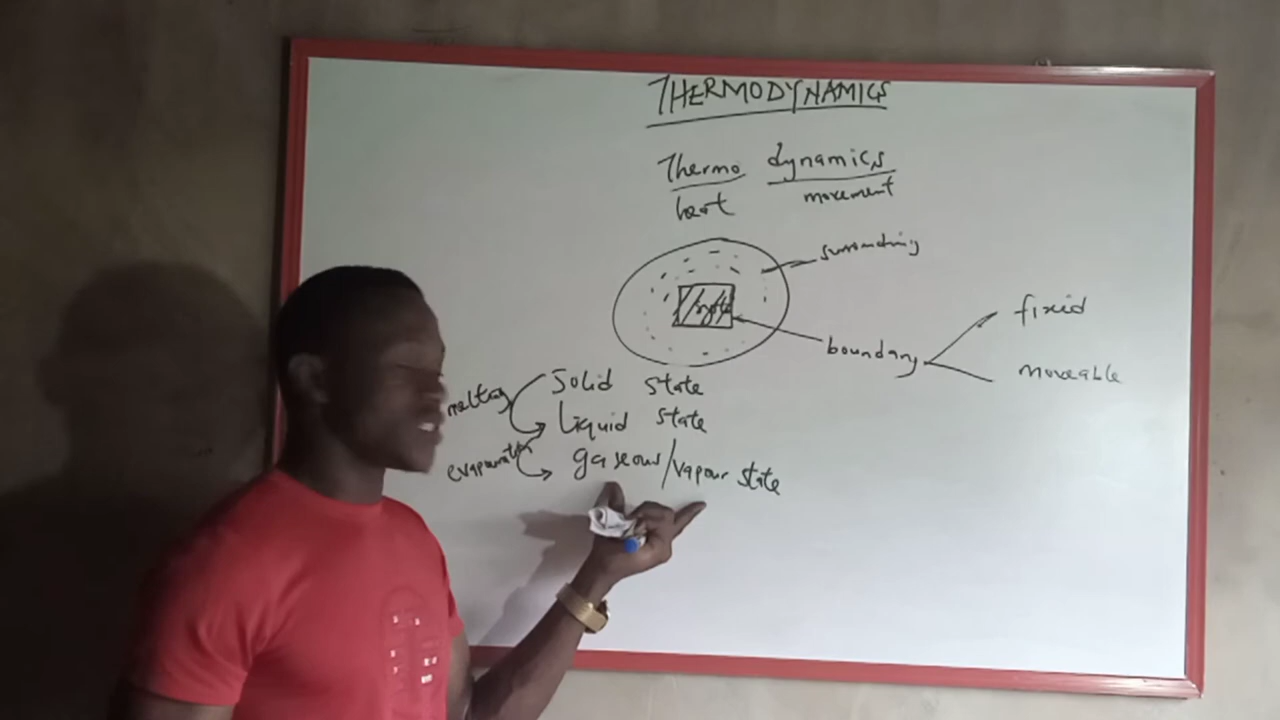 THERMODYNAMICS
Thermo dynamics
heat movement
surrounding
boundary
fixed
moveable
melting
Solid state
Liquid state
evaporation
gaseous/vapour state